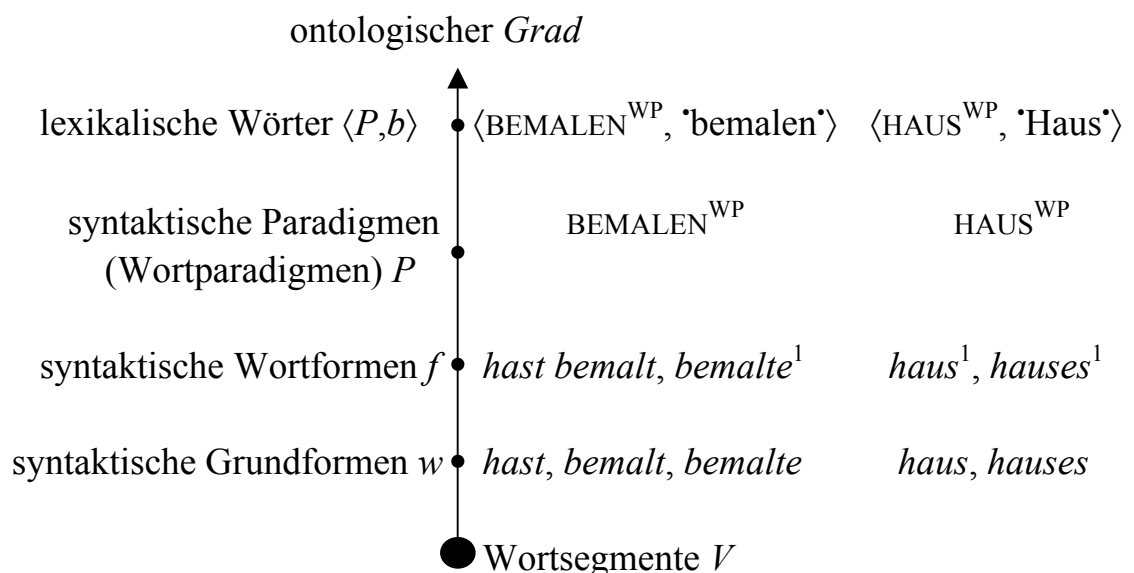 ontologischer Grad
lexikalische Wörter ⟨P,b⟩ ⟨BEMALEN^WP, ˙bemalen˙⟩ ⟨HAUS^WP, ˙Haus˙⟩
syntaktische Paradigmen BEMALEN^WP HAUS^WP
(Wortparadigmen) P
syntaktische Wortformen f hast bemalt, bemalte¹ haus¹, hauses¹
syntaktische Grundformen w hast, bemalt, bemalte haus, hauses
Wortsegmente V